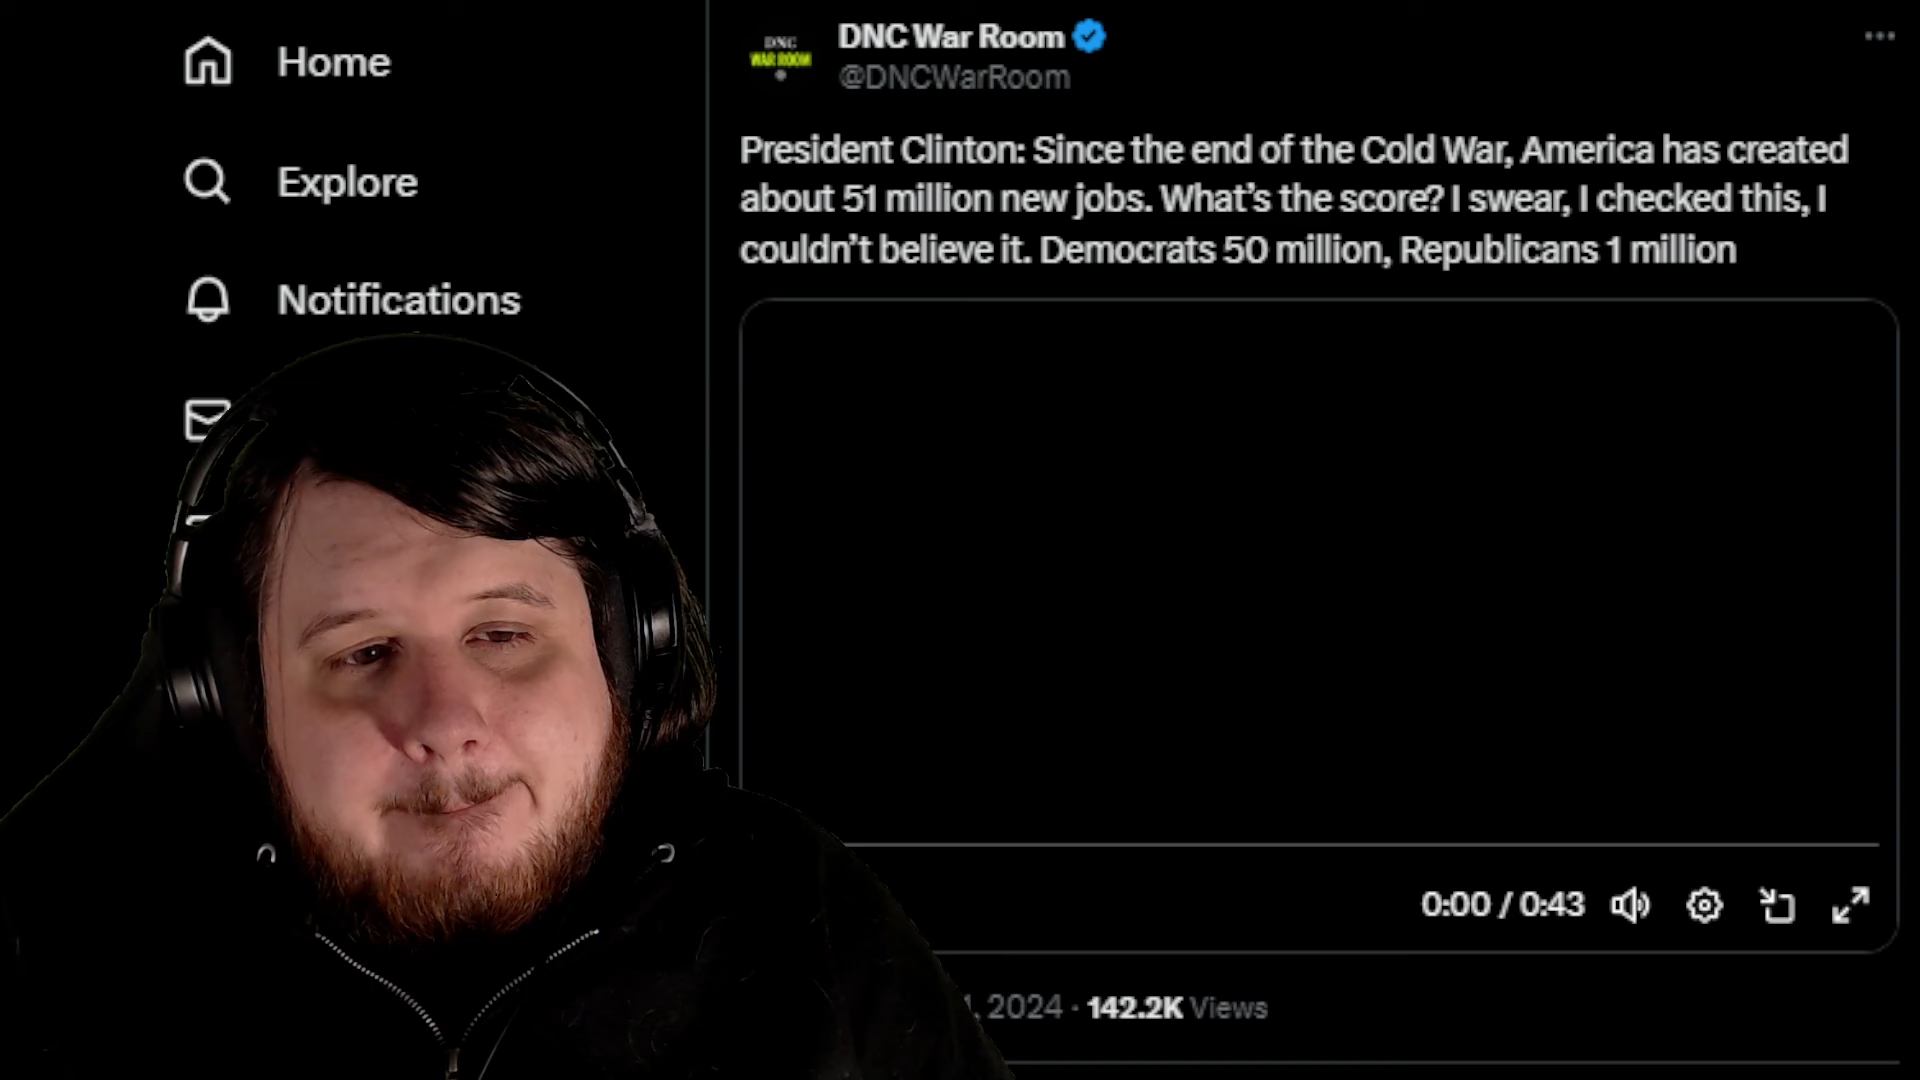 Home
Explore
Notifications
DNC
WAR ROOM
DNC War Room
@DNCWarRoom
President Clinton: Since the end of the Cold War, America has created
about 51 million new jobs. What’s the score? I swear, I checked this, I
couldn’t believe it. Democrats 50 million, Republicans 1 million
0:00 / 0:43
, 2024 · 142.2K Views